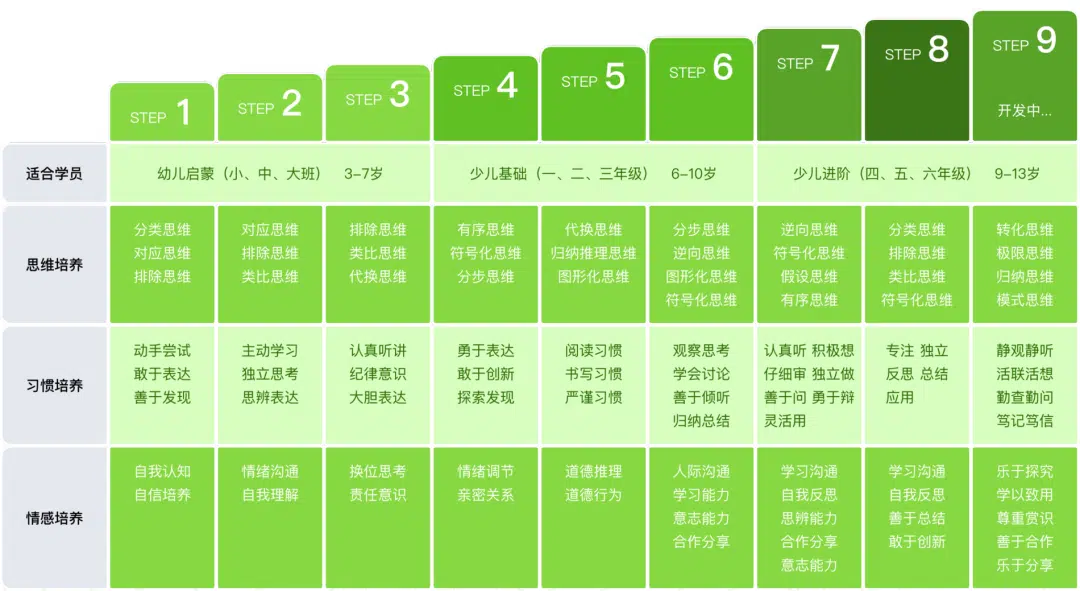 STEP 1
STEP 2
STEP 3
STEP 4
STEP 5
STEP 6
STEP 7
STEP 8
STEP 9
开发中...
适合学员
幼儿启蒙（小、中、大班） 3-7岁
少儿基础（一、二、三年级） 6-10岁
少儿进阶（四、五、六年级） 9-13岁
思维培养
分类思维
对应思维
排除思维
对应思维
排除思维
类比思维
排除思维
类比思维
代换思维
有序思维
符号化思维
分步思维
代换思维
归纳推理思维
图形化思维
分步思维
逆向思维
图形化思维
符号化思维
逆向思维
符号化思维
假设思维
有序思维
分类思维
排除思维
类比思维
符号化思维
转化思维
极限思维
归纳思维
模式思维
习惯培养
动手尝试
敢于表达
善于发现
主动学习
独立思考
思辨表达
认真听讲
纪律意识
大胆表达
勇于表达
敢于创新
探索发现
阅读习惯
书写习惯
严谨习惯
观察思考
学会讨论
善于倾听
归纳总结
认真听 积极想
仔细审 独立做
善于问 勇于辩
灵活用
专注 独立
反思 总结
应用
静观静听
活联活想
勤查勤问
笃记笃信
情感培养
自我认知
自信培养
情绪沟通
自我理解
换位思考
责任意识
情绪调节
亲密关系
道德推理
道德行为
人际沟通
学习能力
意志能力
合作分享
学习沟通
自我反思
思辨能力
合作分享
意志能力
学习沟通
自我反思
善于总结
敢于创新
乐于探究
学以致用
尊重赏识
善于合作
乐于分享